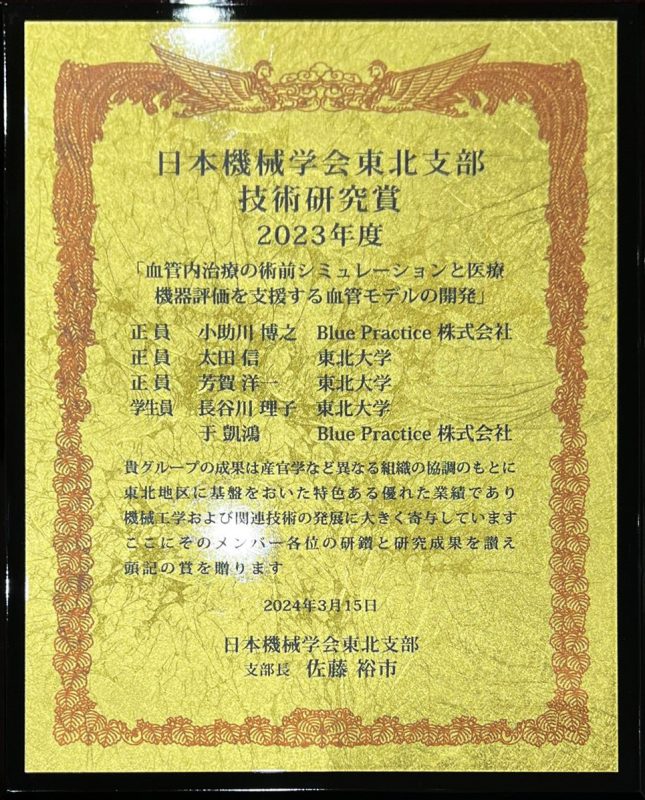 日本機械学会東北支部
技術研究賞
2023年度
「血管内治療の術前シミュレーションと医療
機器評価を支援する血管モデルの開発」
正員 小助川 博之 Blue Practice 株式会社
正員 太田 信 東北大学
正員 芳賀 洋一 東北大学
学生員 長谷川 理子 東北大学
于 凱鴻 Blue Practice 株式会社
貴グループの成果は産官学など異なる組織の協調のもとに
東北地区に基盤をおいた特色ある優れた業績であり
機械工学および関連技術の発展に大きく寄与しています
ここにそのメンバー各位の研鑽と研究成果を讃え
頭記の賞を贈ります
2024年3月15日
日本機械学会東北支部
支部長 佐藤 裕市